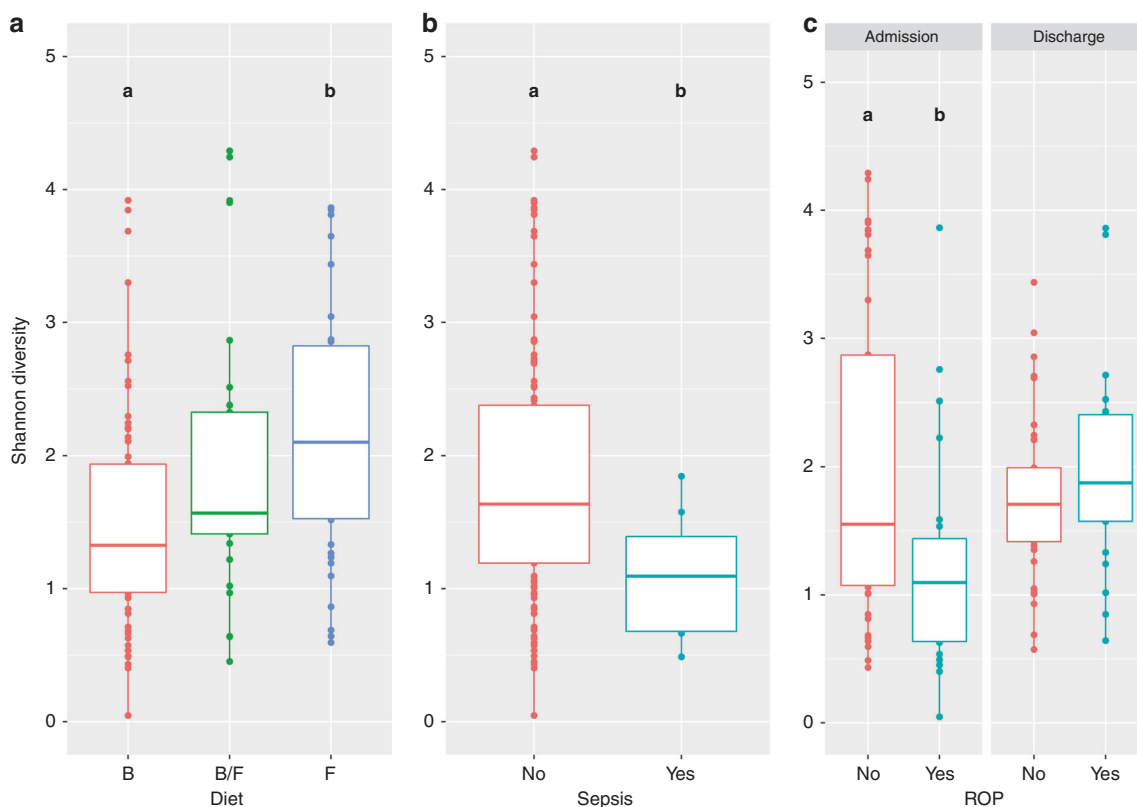 a
b
c
Admission
Discharge
Shannon diversity
5
4
3
2
1
0
a
b
B
B/F
F
Diet
5
4
3
2
1
0
a
b
No
Yes
Sepsis
5
4
3
2
1
0
a
b
No
Yes
No
Yes
ROP